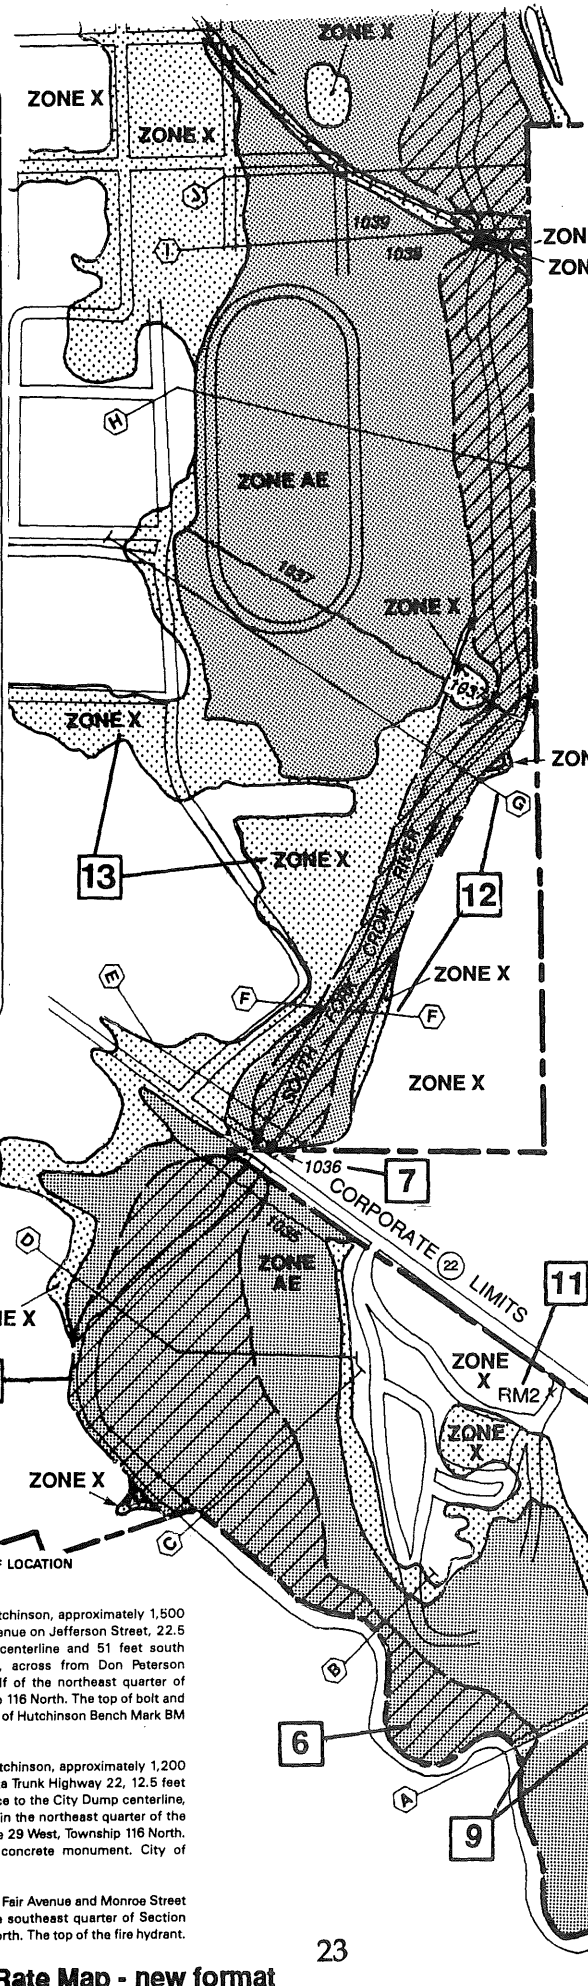 ZONE X
ZONE X
ZONE X
J
1039
I
1038
ZON
ZON
H
ZONE AE
1037
ZONE X
1037
ZONE X
ZON
G
13
ZONE X
SOUTH FORK CROW RIVER
12
E
F
ZONE X
F
ZONE X
1036
7
CORPORATE 22 LIMITS
D
1035
ZONE
AE
11
E X
ZONE
X
RM2
ZONE
X
ZONE X
C
F LOCATION
tchinson, approximately 1,500
enue on Jefferson Street, 22.5
centerline and 51 feet south
, across from Don Peterson
lf of the northeast quarter of
116 North. The top of bolt and
of Hutchinson Bench Mark BM
B
6
tchinson, approximately 1,200
a Trunk Highway 22, 12.5 feet
ce to the City Dump centerline,
in the northeast quarter of the
e 29 West, Township 116 North.
concrete monument. City of
A
9
Fair Avenue and Monroe Street
e southeast quarter of Section
orth. The top of the fire hydrant.
23
Rate Map - new format